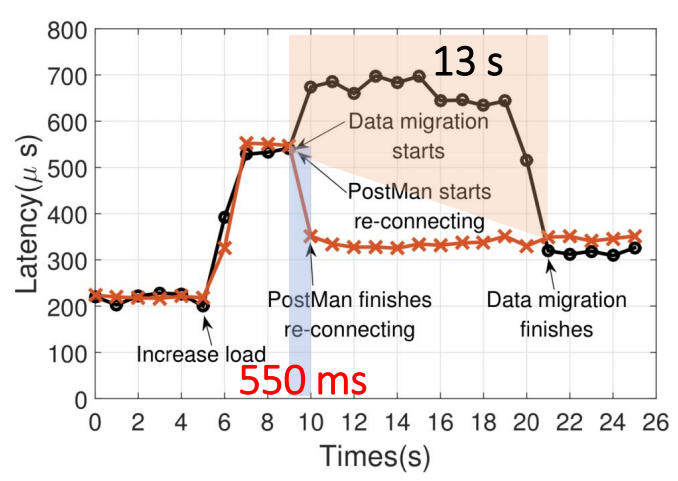 800
700
600
500
400
300
200
100
0
Latency(μ s)
13 s
Data migration
starts
PostMan starts
re-connecting
PostMan finishes
re-connecting
Data migration
finishes
Increase load
550 ms
0 2 4 6 8 10 12 14 16 18 20 22 24 26
Times(s)